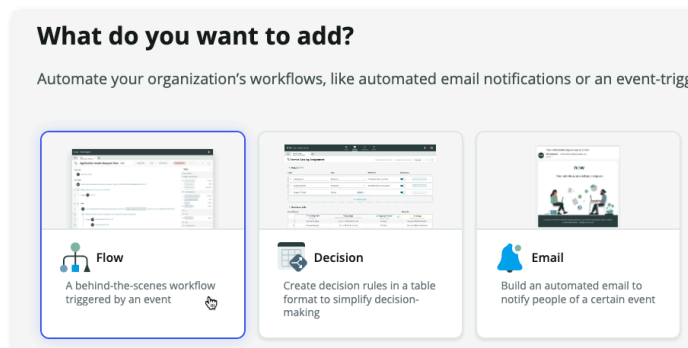 What do you want to add?
Automate your organization's workflows, like automated email notifications or an event-trigg
now
Flow
A behind-the-scenes workflow
triggered by an event
Decision
Create decision rules in a table
format to simplify decision-
making
Email
Build an automated email to
notify people of a certain event